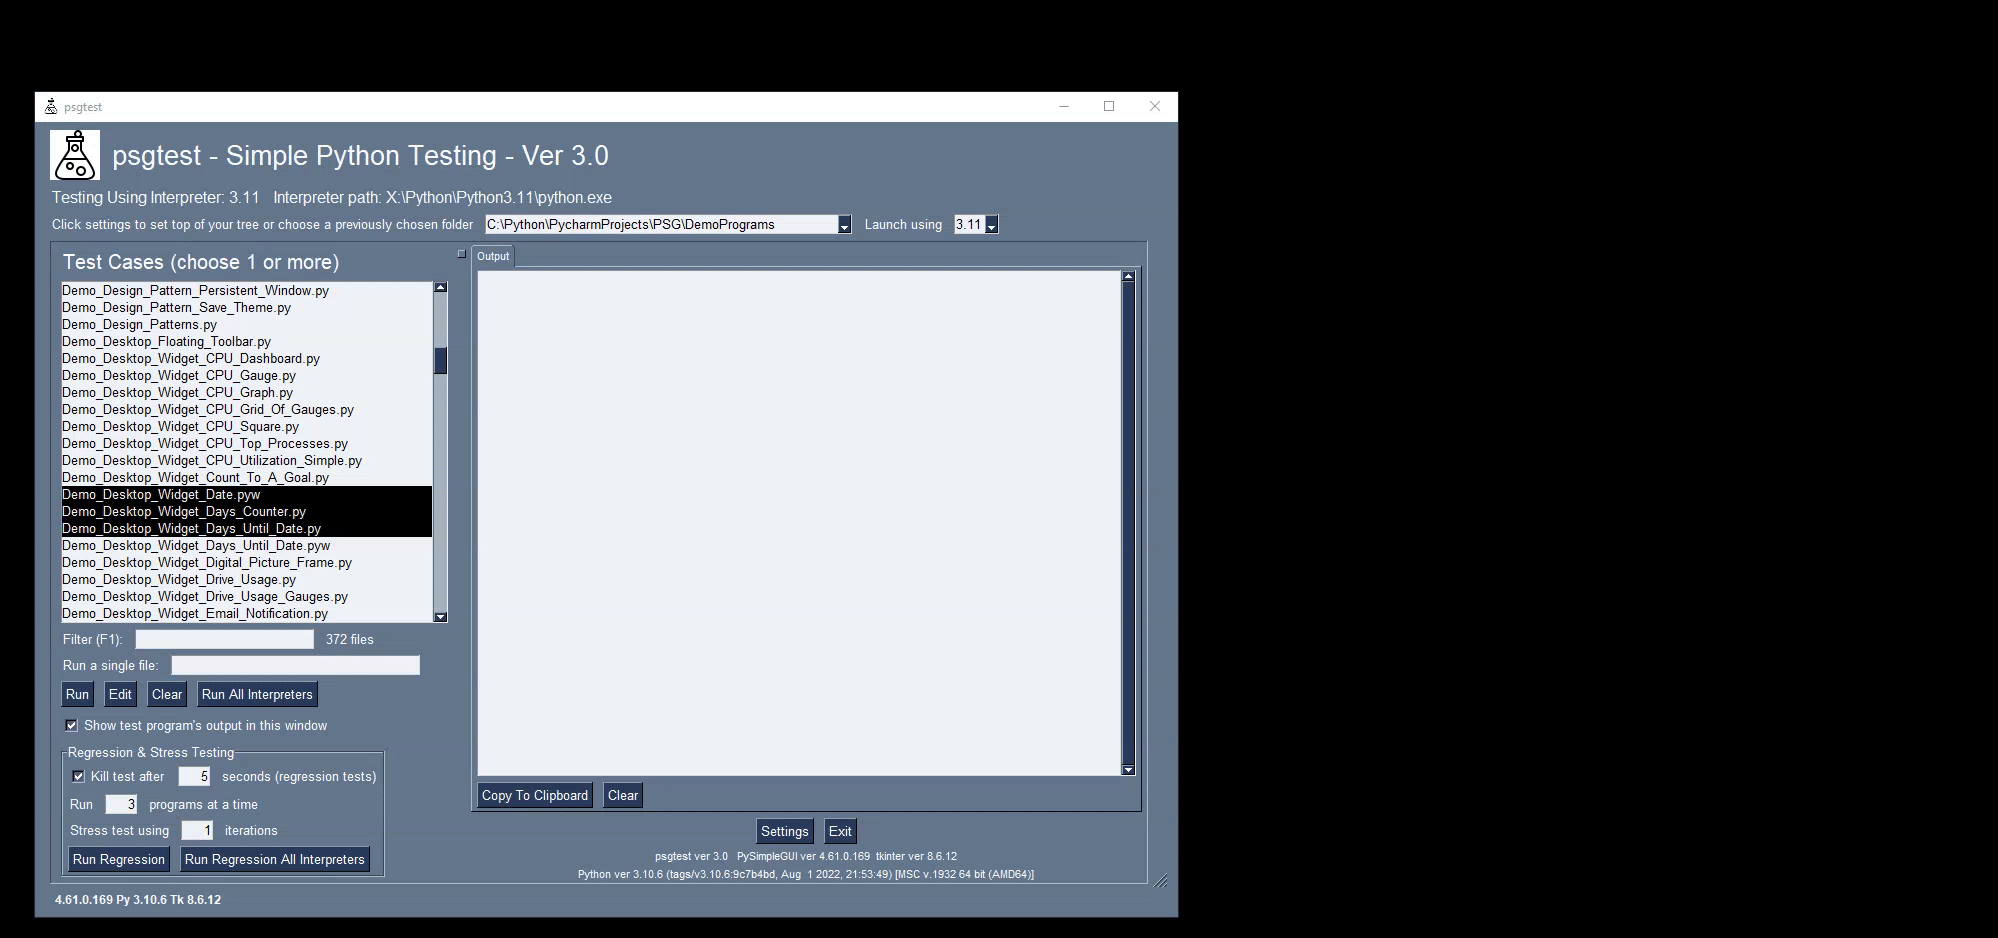 psgtest
psgtest - Simple Python Testing - Ver 3.0
Testing Using Interpreter: 3.11 Interpreter path: X:\Python\Python3.11\python.exe
Click settings to set top of your tree or choose a previously chosen folder C:\Python\PycharmProjects\PSG\DemoPrograms Launch using 3.11
Test Cases (choose 1 or more)
Demo_Design_Pattern_Persistent_Window.py
Demo_Design_Pattern_Save_Theme.py
Demo_Design_Patterns.py
Demo_Desktop_Floating_Toolbar.py
Demo_Desktop_Widget_CPU_Dashboard.py
Demo_Desktop_Widget_CPU_Gauge.py
Demo_Desktop_Widget_CPU_Graph.py
Demo_Desktop_Widget_CPU_Grid_Of_Gauges.py
Demo_Desktop_Widget_CPU_Square.py
Demo_Desktop_Widget_CPU_Top_Processes.py
Demo_Desktop_Widget_CPU_Utilization_Simple.py
Demo_Desktop_Widget_Count_To_A_Goal.py
Demo_Desktop_Widget_Date.pyw
Demo_Desktop_Widget_Days_Counter.py
Demo_Desktop_Widget_Days_Until_Date.py
Demo_Desktop_Widget_Days_Until_Date.pyw
Demo_Desktop_Widget_Digital_Picture_Frame.py
Demo_Desktop_Widget_Drive_Usage.py
Demo_Desktop_Widget_Drive_Usage_Gauges.py
Demo_Desktop_Widget_Email_Notification.py
Filter (F1): 372 files
Run a single file:
Run Edit Clear Run All Interpreters
Show test program's output in this window
Regression & Stress Testing
Kill test after 5 seconds (regression tests)
Run 3 programs at a time
Stress test using 1 iterations
Run Regression Run Regression All Interpreters
Output
Copy To Clipboard Clear
Settings Exit
psgtest ver 3.0 PySimpleGUI ver 4.61.0.169 tkinter ver 8.6.12
Python ver 3.10.6 (tags/v3.10.6:9c7b4bd, Aug 1 2022, 21:53:49) [MSC v.1932 64 bit (AMD64)]
4.61.0.169 Py 3.10.6 Tk 8.6.12